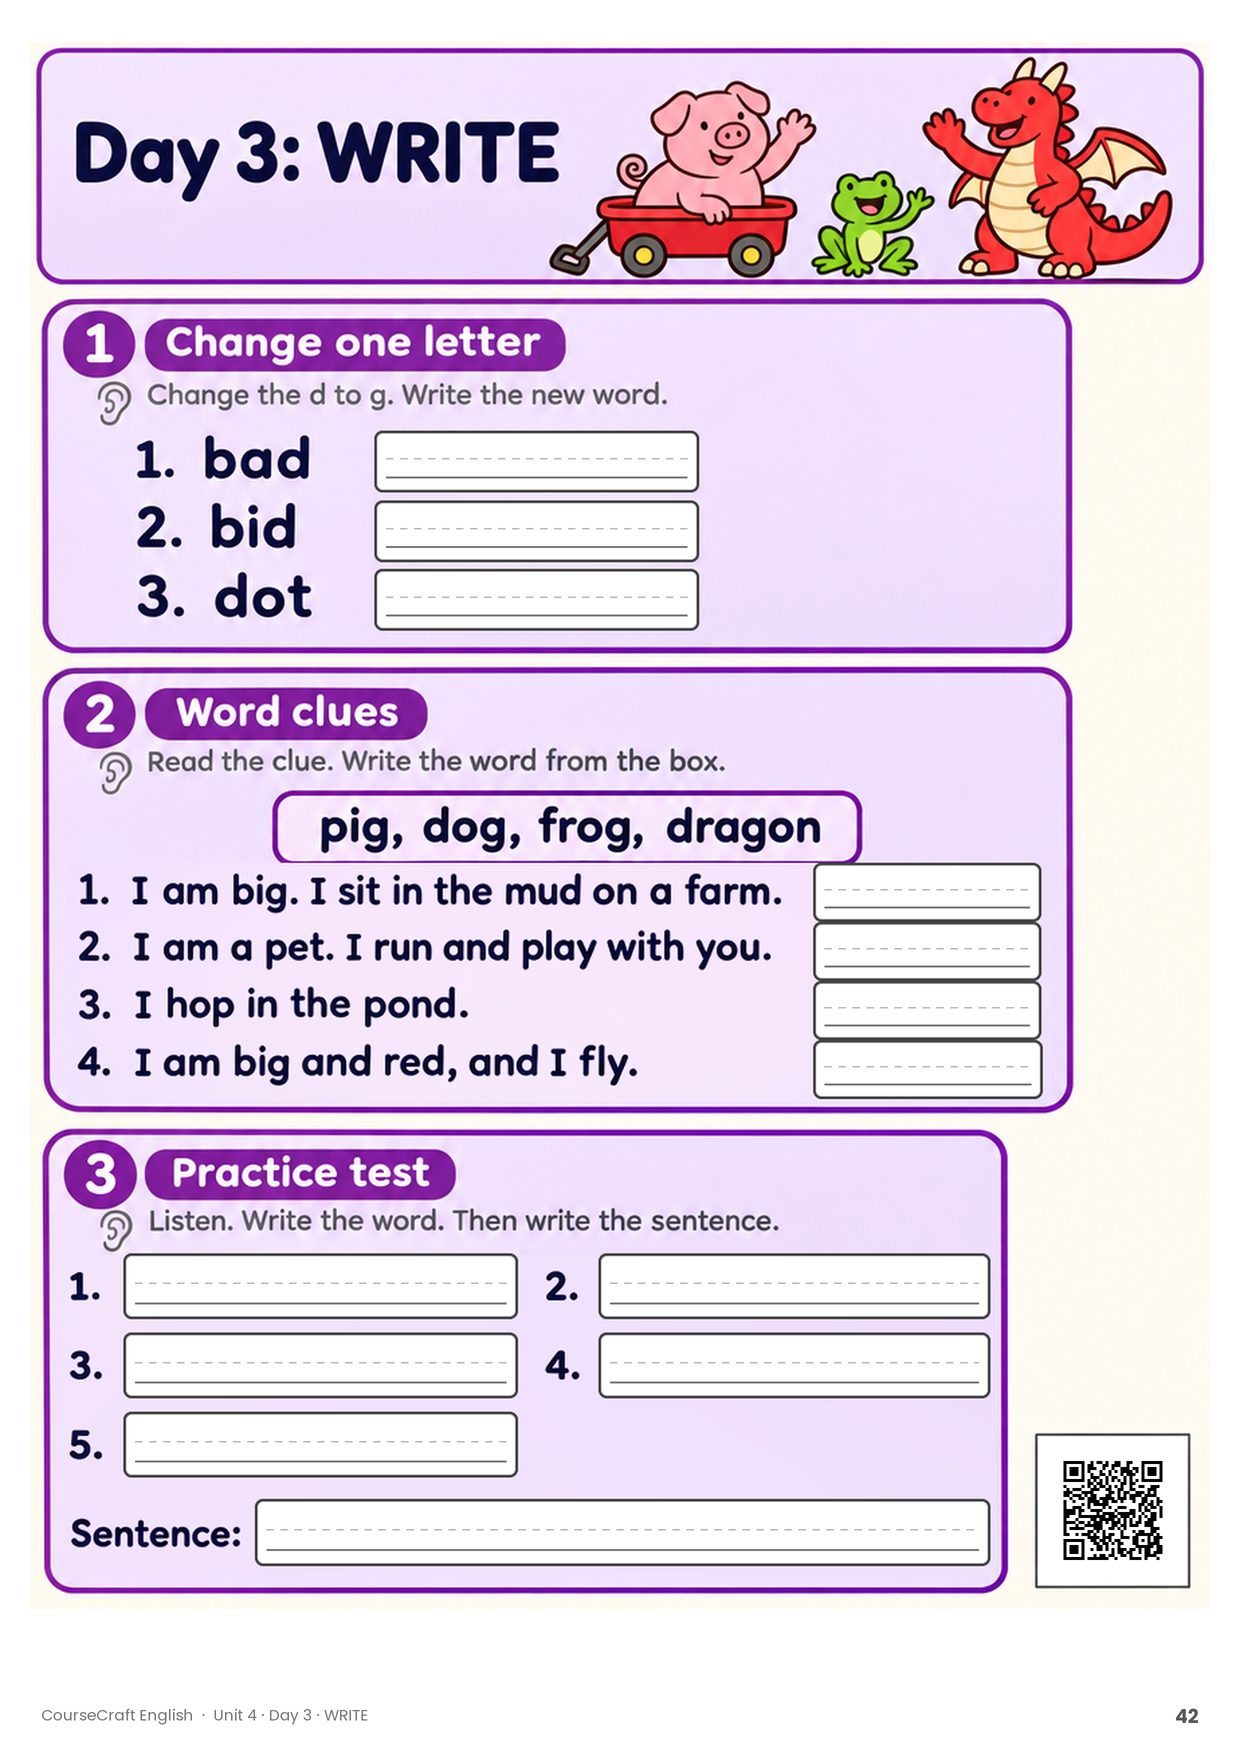 Day 3: WRITE
1 Change one letter
Change the d to g. Write the new word.
1. bad
2. bid
3. dot
2 Word clues
Read the clue. Write the word from the box.
pig, dog, frog, dragon
1. I am big. I sit in the mud on a farm.
2. I am a pet. I run and play with you.
3. I hop in the pond.
4. I am big and red, and I fly.
3 Practice test
Listen. Write the word. Then write the sentence.
1. 2.
3. 4.
5.
Sentence:
CourseCraft English · Unit 4 · Day 3 · WRITE 42